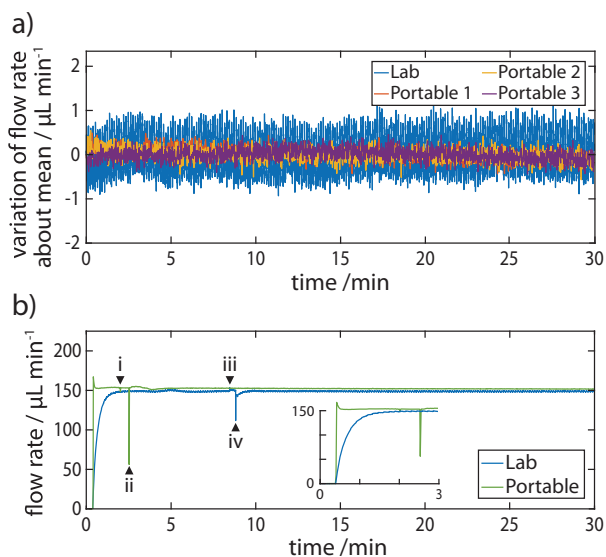 a)
variation of flow rate
about mean / μL min⁻¹
2
1
0
-1
-2
Lab
Portable 1
Portable 2
Portable 3
0 5 10 15 20 25 30
time /min
b)
flow rate / μL min⁻¹
200
150
100
50
0
i
ii
iii
iv
150
0
0 3
Lab
Portable
0 5 10 15 20 25 30
time /min